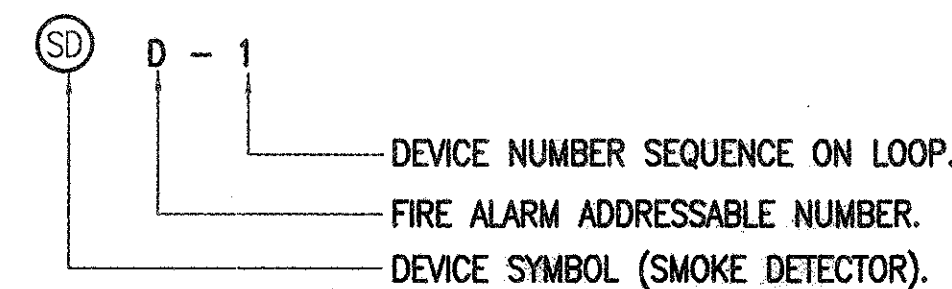 SD D - 1
DEVICE NUMBER SEQUENCE ON LOOP.
FIRE ALARM ADDRESSABLE NUMBER.
DEVICE SYMBOL (SMOKE DETECTOR).